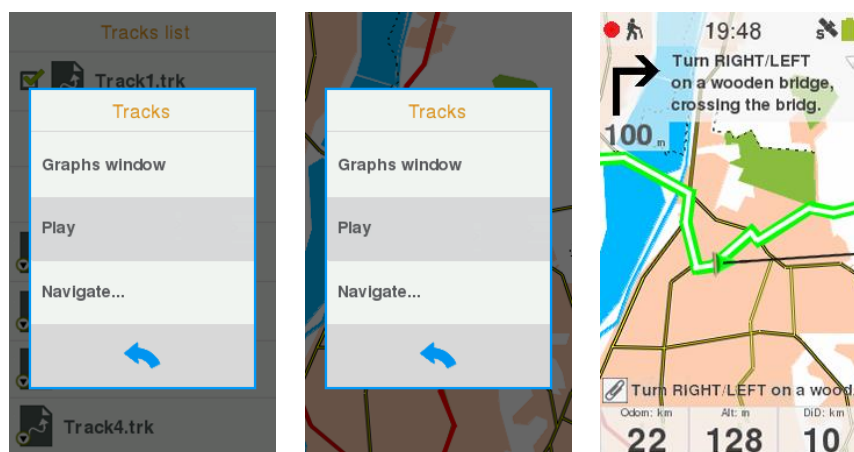 Tracks list
Track1.trk
Tracks
Graphs window
Play
Navigate...
Track4.trk
Tracks
Graphs window
Play
Navigate...
19:48
S
Turn RIGHT/LEFT
on a wooden bridge,
crossing the bridg.
100 m
Turn RIGHT/LEFT on a wood
Odom: km Alt: m DiD: km
22 128 10